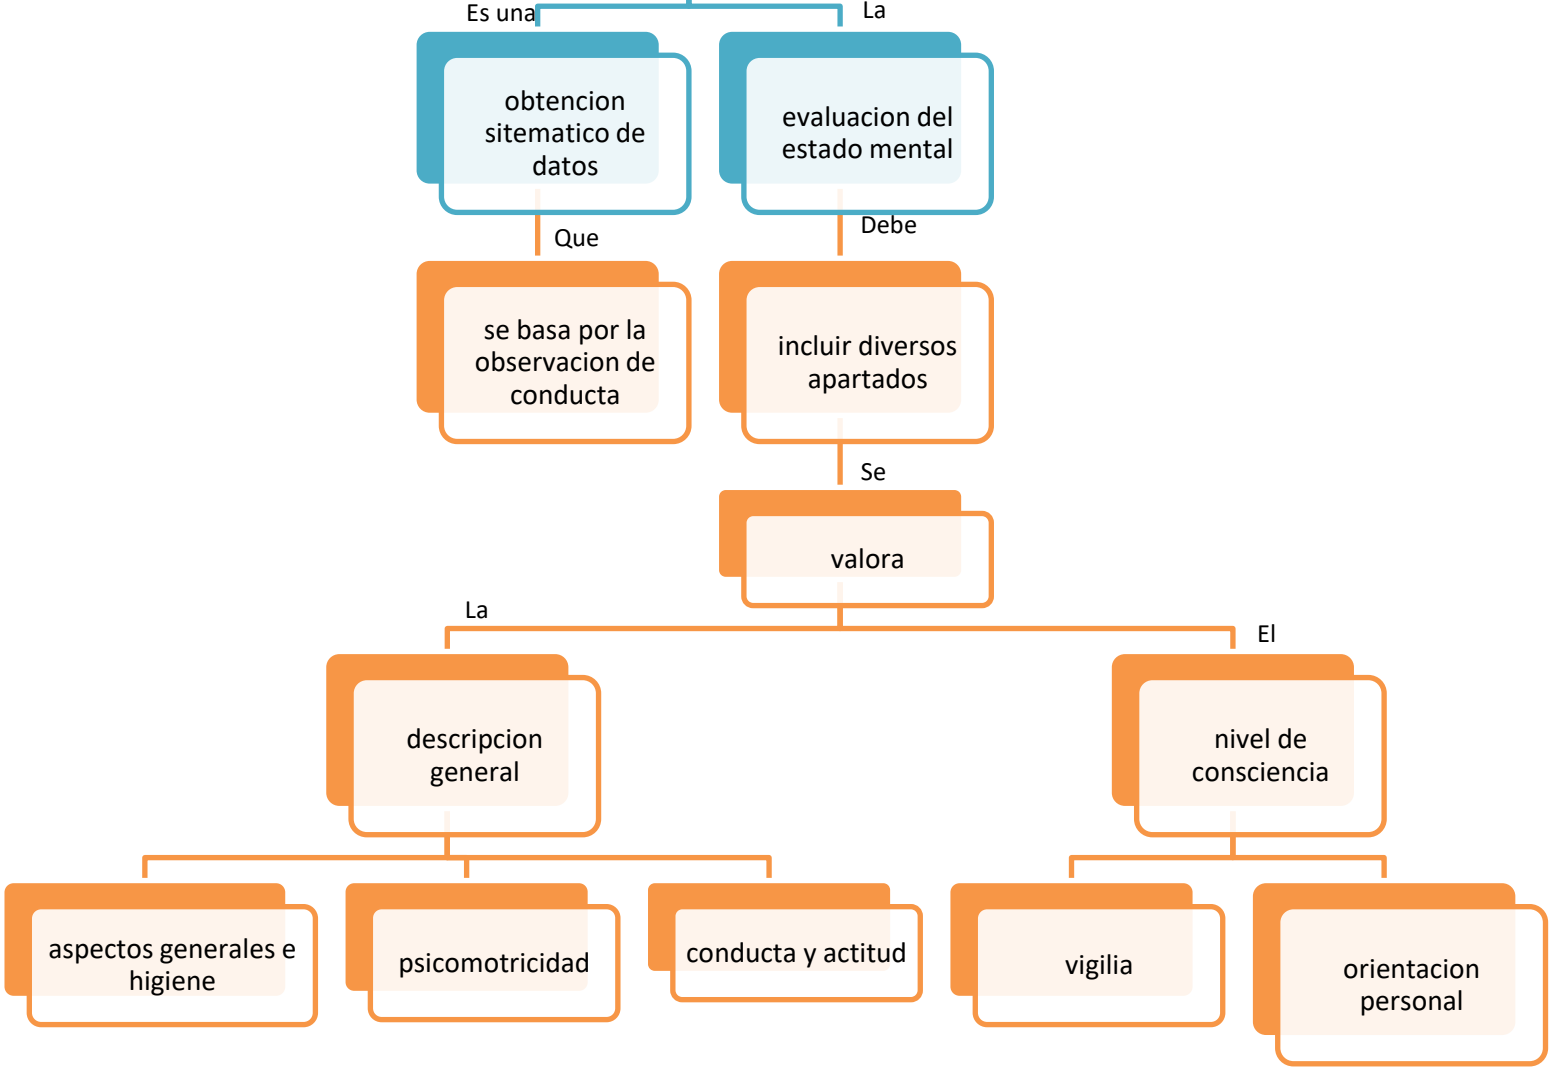 Es una
La
obtencion
sitematico de
datos
evaluacion del
estado mental
Que
Debe
se basa por la
observacion de
conducta
incluir diversos
apartados
Se
valora
La
El
descripcion
general
nivel de
consciencia
aspectos generales e
higiene
psicomotricidad
conducta y actitud
vigilia
orientacion
personal